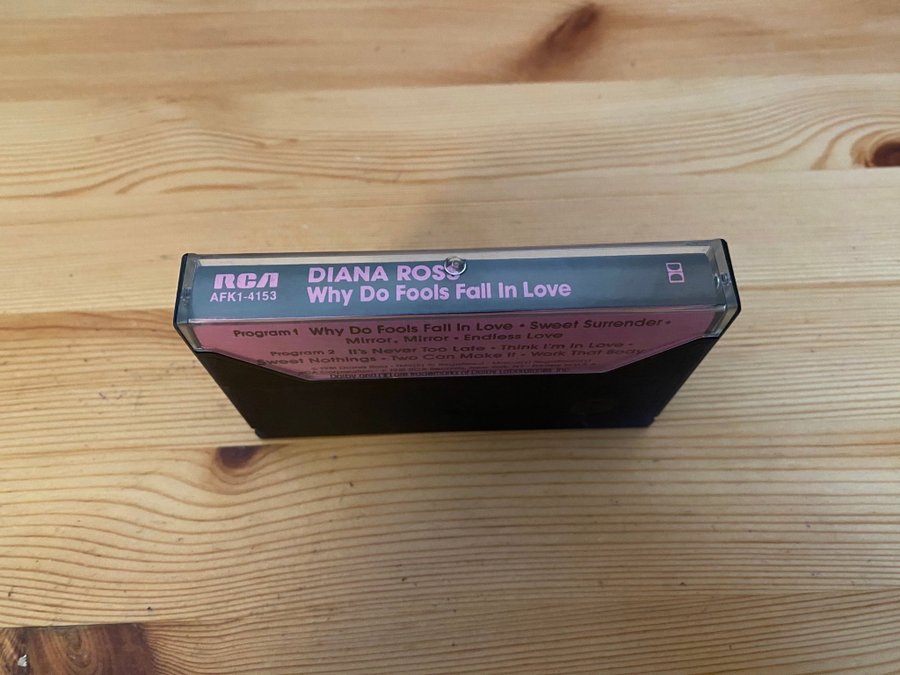 RCA
AFK1-4153
DIANA ROSS
Why Do Fools Fall In Love
Program 1 Why Do Fools Fall In Love • Sweet Surrender •
Mirror, Mirror • Endless Love
Program 2 It's Never Too Late • Think I'm In Love •
Sweet Nothings • Two Can Make It • Work That Body